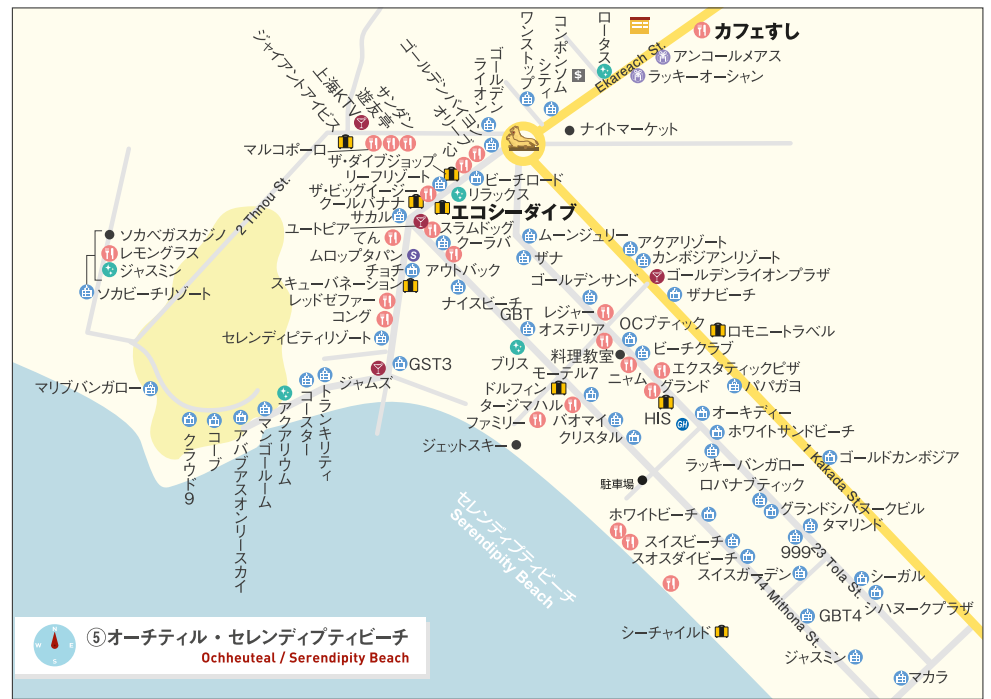 カフェすし
アンコールメアス
ラッキーオーシャン
Ekareach St.
ロータス
コンポンソム
シティ
$
ワンストップ
ゴールデン
ライオン
ゴールデンバイヨン
オリーブ
心
サンダン
遊友亭
上海KTV
ジャイアントアイビス
マルコポーロ
ナイトマーケット
ザ・ダイブショップ
リーフリゾート
ビーチロード
ザ・ビッグイージー
リラックス
クールバナナ
エコシーダイブ
サカル
ユートピア
スラムドッグ
てん
クーラバ
ムーンジュリー
アクアリゾート
カンボジアンリゾート
ムロップタバン
S
ザナ
チョチ
アウトバック
ゴールデンライオンプラザ
スキューバネーション
ナイスビーチ
ゴールデンサンド
ザナビーチ
レッドゼファー
GBT
レジャー
コング
オステリア
OCブティック
ロモニートラベル
セレンディピティリゾート
ブリス
料理教室
ビーチクラブ
GST3
ジャムズ
モーテル7
ニャム
エクスタティックピザ
ドルフィン
グランド
パパガヨ
タージマハル
HIS
GH
オーキディー
ファミリー
バオマイ
クリスタル
ホワイトサンドビーチ
ジェットスキー
ラッキーバンガロー
ゴールドカンボジア
1 Kakada St.
駐車場
ロパナブティック
グランドシハヌークビル
ホワイトビーチ
タマリンド
スイスビーチ
999
23 Tola St.
スオスダイビーチ
スイスガーデン
シーガル
シハヌークプラザ
14 Mithona St.
GBT4
シーチャイルド
ジャスミン
マカラ
2 Thnou St.
ソカベガスカジノ
レモングラス
ジャスミン
ソカビーチリゾート
マリブバンガロー
クラウド9
コーブ
アバブアスオンリースカイ
マンゴールーム
アクアリウム
コースター
トランキリティ
セレンディプティビーチ
Serendipity Beach
N
W E
S
⑤オーチティル・セレンディプティビーチ
Ochheuteal / Serendipity Beach